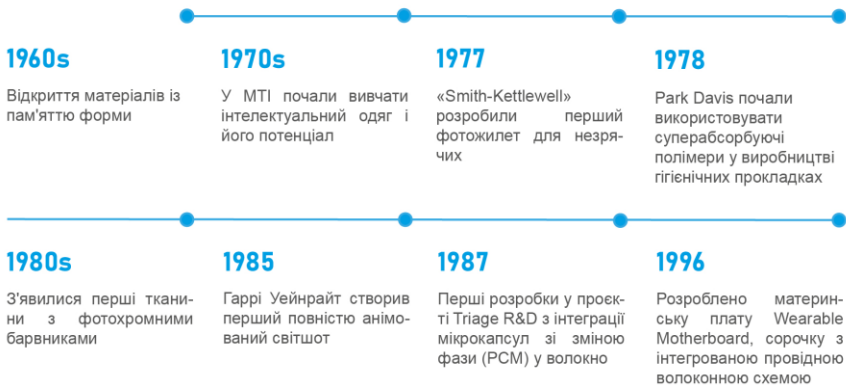 1960s
Відкриття матеріалів із
пам'яттю форми
1970s
У МТІ почали вивчати
інтелектуальний одяг і
його потенціал
1977
«Smith-Kettlewell»
розробили перший
фотожилет для незря-
чих
1978
Park Davis почали
використовувати
суперабсорбуючі
полімери у виробництві
гігієнічних прокладках
1980s
З'явилися перші ткани-
ни з фотохромними
барвниками
1985
Гаррі Уейнрайт створив
перший повністю анімо-
ваний світшот
1987
Перші розробки у проєк-
ті Triage R&D з інтеграції
мікрокапсул зі зміною
фази (PCM) у волокно
1996
Розроблено материн-
ську плату Wearable
Motherboard, сорочку з
інтегрованою провідною
волоконною схемою